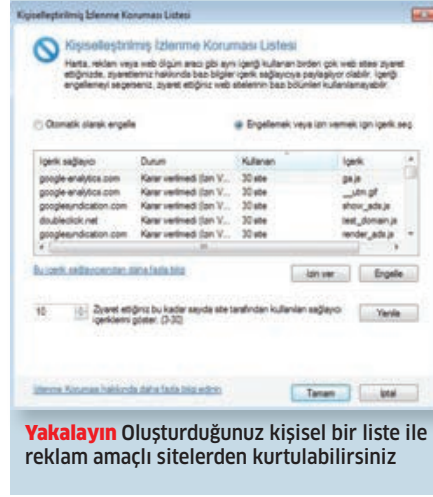 Kişiselleştirilmiş İzlenme Koruması Listesi
Kişiselleştirilmiş İzlenme Koruması Listesi
Harita, reklam veya web ölçüm aracı gibi aynı içeriği kullanan birden çok web sitesi ziyaret
ettiğinizde, ziyaretleriniz hakkında bazı bilgiler içerik sağlayıcıyla paylaşılıyor olabilir. İçeriği
engellemeyi seçerseniz, ziyaret ettiğiniz web sitelerinin bazı bölümleri kullanılamayabilir.
Otomatik olarak engelle
Engellemek veya izin vermek için içerik seç
İçerik sağlayıcı Durum Kullanan İçerik
google-analytics.com Karar verilmedi (İzin V... 30 site ga.js
google-analytics.com Karar verilmedi (İzin V... 30 site __utm.gif
googlesyndication.com Karar verilmedi (İzin V... 30 site show_ads.js
doubleclick.net Karar verilmedi (İzin V... 30 site test_domain.js
googlesyndication.com Karar verilmedi (İzin V... 30 site render_ads.js
Bu içerik sağlayıcısından daha fazla bilgi
İzin ver Engelle
10 Ziyaret ettiğiniz bu kadar sayıda site tarafından kullanılan sağlayıcı
içeriklerini göster. (3-30)
Yenile
İzlenme Koruması hakkında daha fazla bilgi edinin
Tamam İptal
Yakalayın Oluşturduğunuz kişisel bir liste ile
reklam amaçlı sitelerden kurtulabilirsiniz